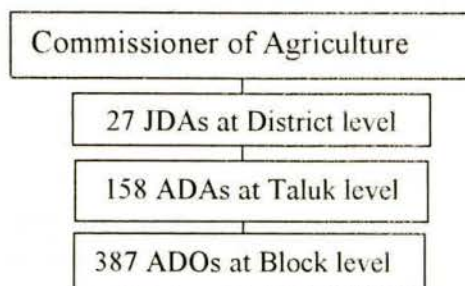 Commissioner of Agriculture
27 JDAs at District level
158 ADAs at Taluk level
387 ADOs at Block level